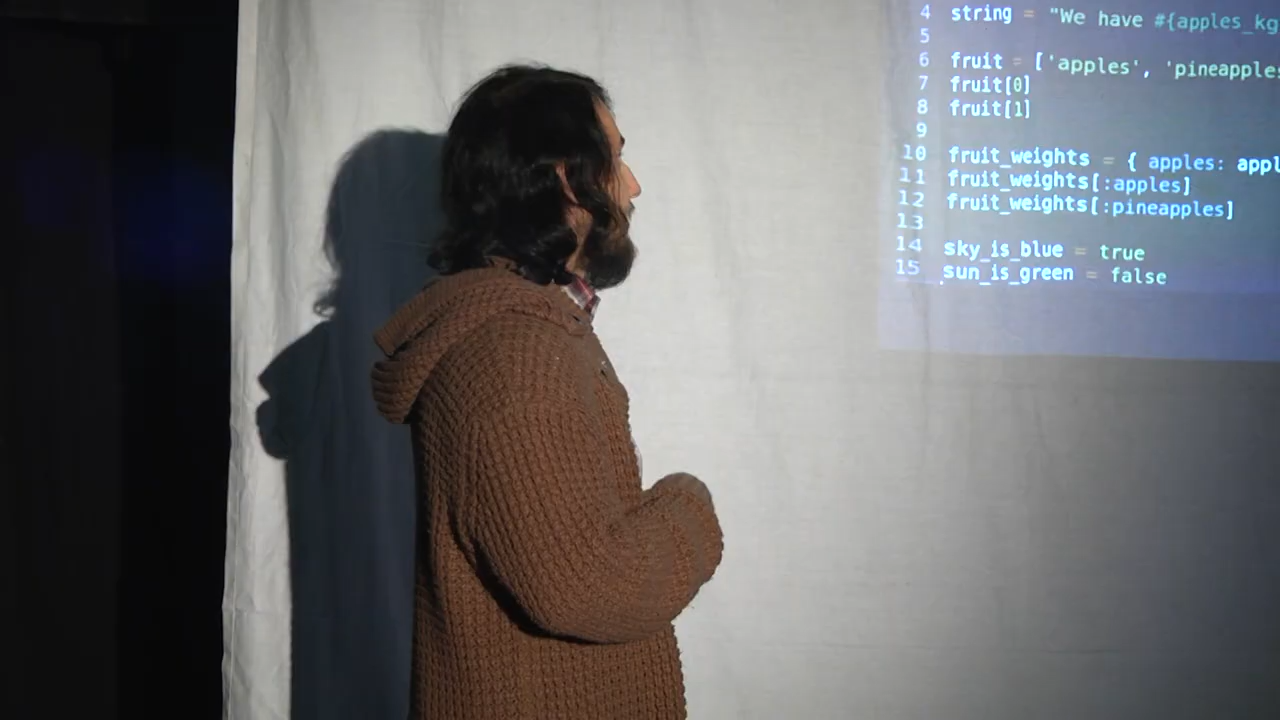 4 string = "We have #{apples_kg
5
6 fruit = ['apples', 'pineapples
7 fruit[0]
8 fruit[1]
9
10 fruit_weights = { apples: appl
11 fruit_weights[:apples]
12 fruit_weights[:pineapples]
13
14 sky_is_blue = true
15 sun_is_green = false